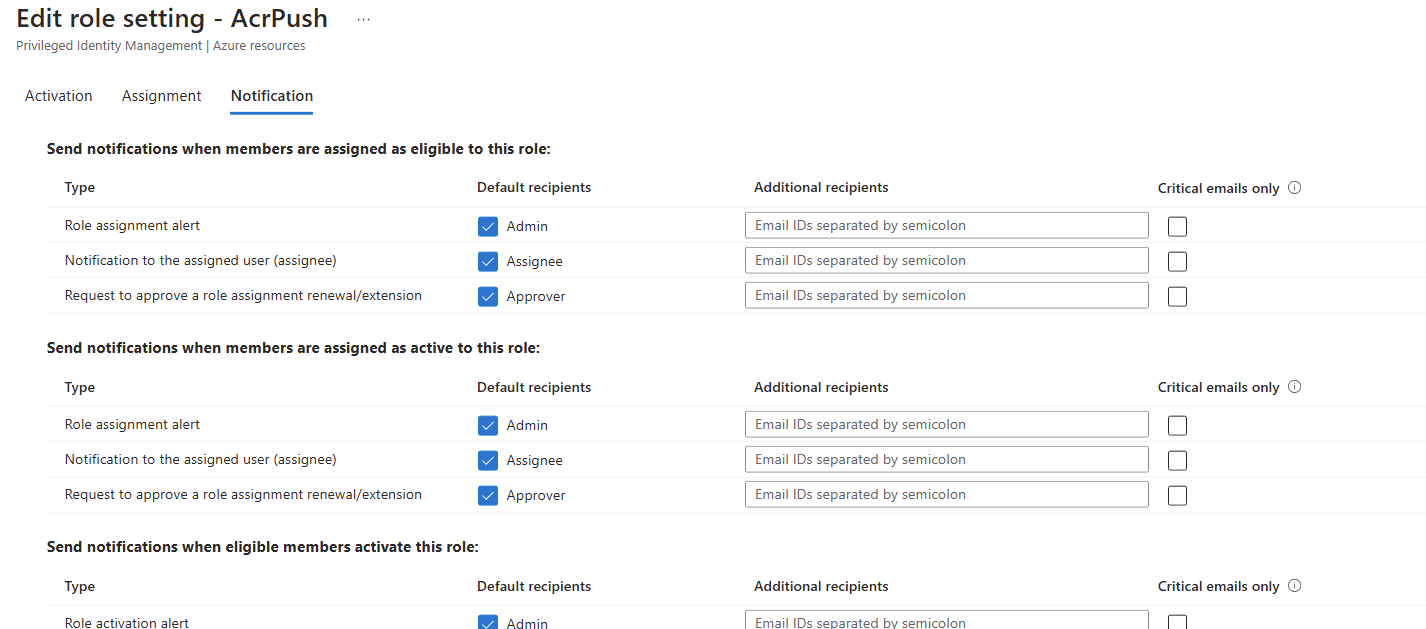 Edit role setting - AcrPush ...
Privileged Identity Management | Azure resources
Activation Assignment Notification
Send notifications when members are assigned as eligible to this role:
Type Default recipients Additional recipients Critical emails only
Role assignment alert Admin Email IDs separated by semicolon
Notification to the assigned user (assignee) Assignee Email IDs separated by semicolon
Request to approve a role assignment renewal/extension Approver Email IDs separated by semicolon
Send notifications when members are assigned as active to this role:
Type Default recipients Additional recipients Critical emails only
Role assignment alert Admin Email IDs separated by semicolon
Notification to the assigned user (assignee) Assignee Email IDs separated by semicolon
Request to approve a role assignment renewal/extension Approver Email IDs separated by semicolon
Send notifications when eligible members activate this role:
Type Default recipients Additional recipients Critical emails only
Role activation alert Admin Email IDs separated by semicolon